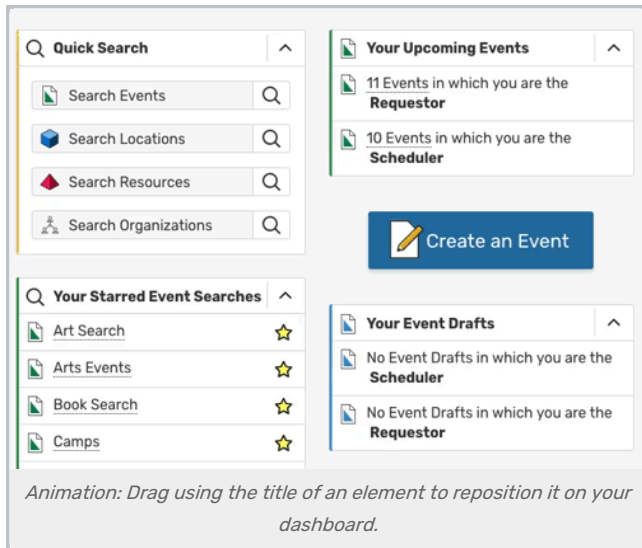 Quick Search
Search Events
Search Locations
Search Resources
Search Organizations
Your Starred Event Searches
Art Search
Arts Events
Book Search
Camps
Your Upcoming Events
11 Events in which you are the
Requestor
10 Events in which you are the
Scheduler
Create an Event
Your Event Drafts
No Event Drafts in which you are the
Scheduler
No Event Drafts in which you are the
Requestor
Animation: Drag using the title of an element to reposition it on your
dashboard.